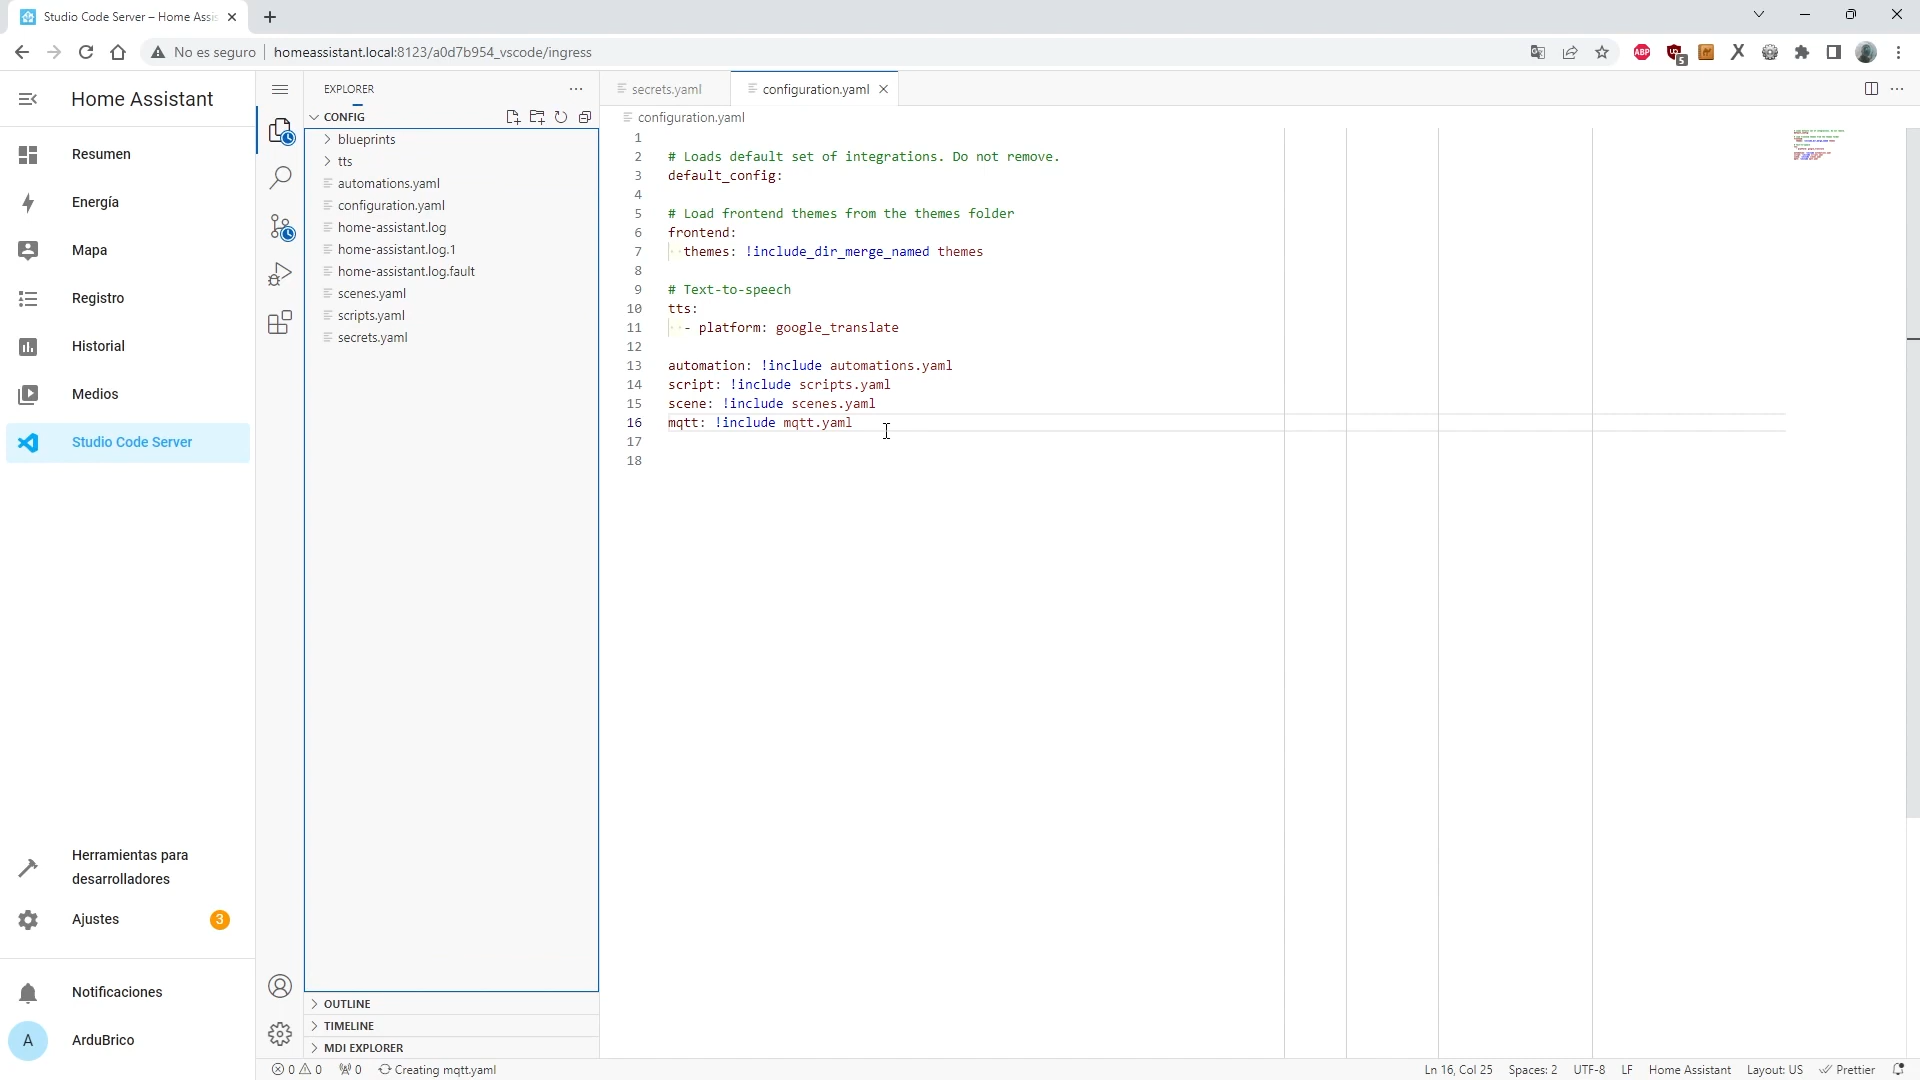 Studio Code Server – Home Assis
No es seguro
homeassistant.local:8123/a0d7b954_vscode/ingress
ABP
5
Home Assistant
Resumen
Energía
Mapa
Registro
Historial
Medios
Studio Code Server
Herramientas para
desarrolladores
Ajustes
3
Notificaciones
A
ArduBrico
EXPLORER
CONFIG
blueprints
tts
automations.yaml
configuration.yaml
home-assistant.log
home-assistant.log.1
home-assistant.log.fault
scenes.yaml
scripts.yaml
secrets.yaml
OUTLINE
TIMELINE
MDI EXPLORER
secrets.yaml
configuration.yaml
configuration.yaml
1
2 # Loads default set of integrations. Do not remove.
3 default_config:
4
5 # Load frontend themes from the themes folder
6 frontend:
7 themes: !include_dir_merge_named themes
8
9 # Text-to-speech
10 tts:
11 - platform: google_translate
12
13 automation: !include automations.yaml
14 script: !include scripts.yaml
15 scene: !include scenes.yaml
16 mqtt: !include mqtt.yaml
17
18
0 0 0 Creating mqtt.yaml
Ln 16, Col 25 Spaces: 2 UTF-8 LF Home Assistant Layout: US Prettier